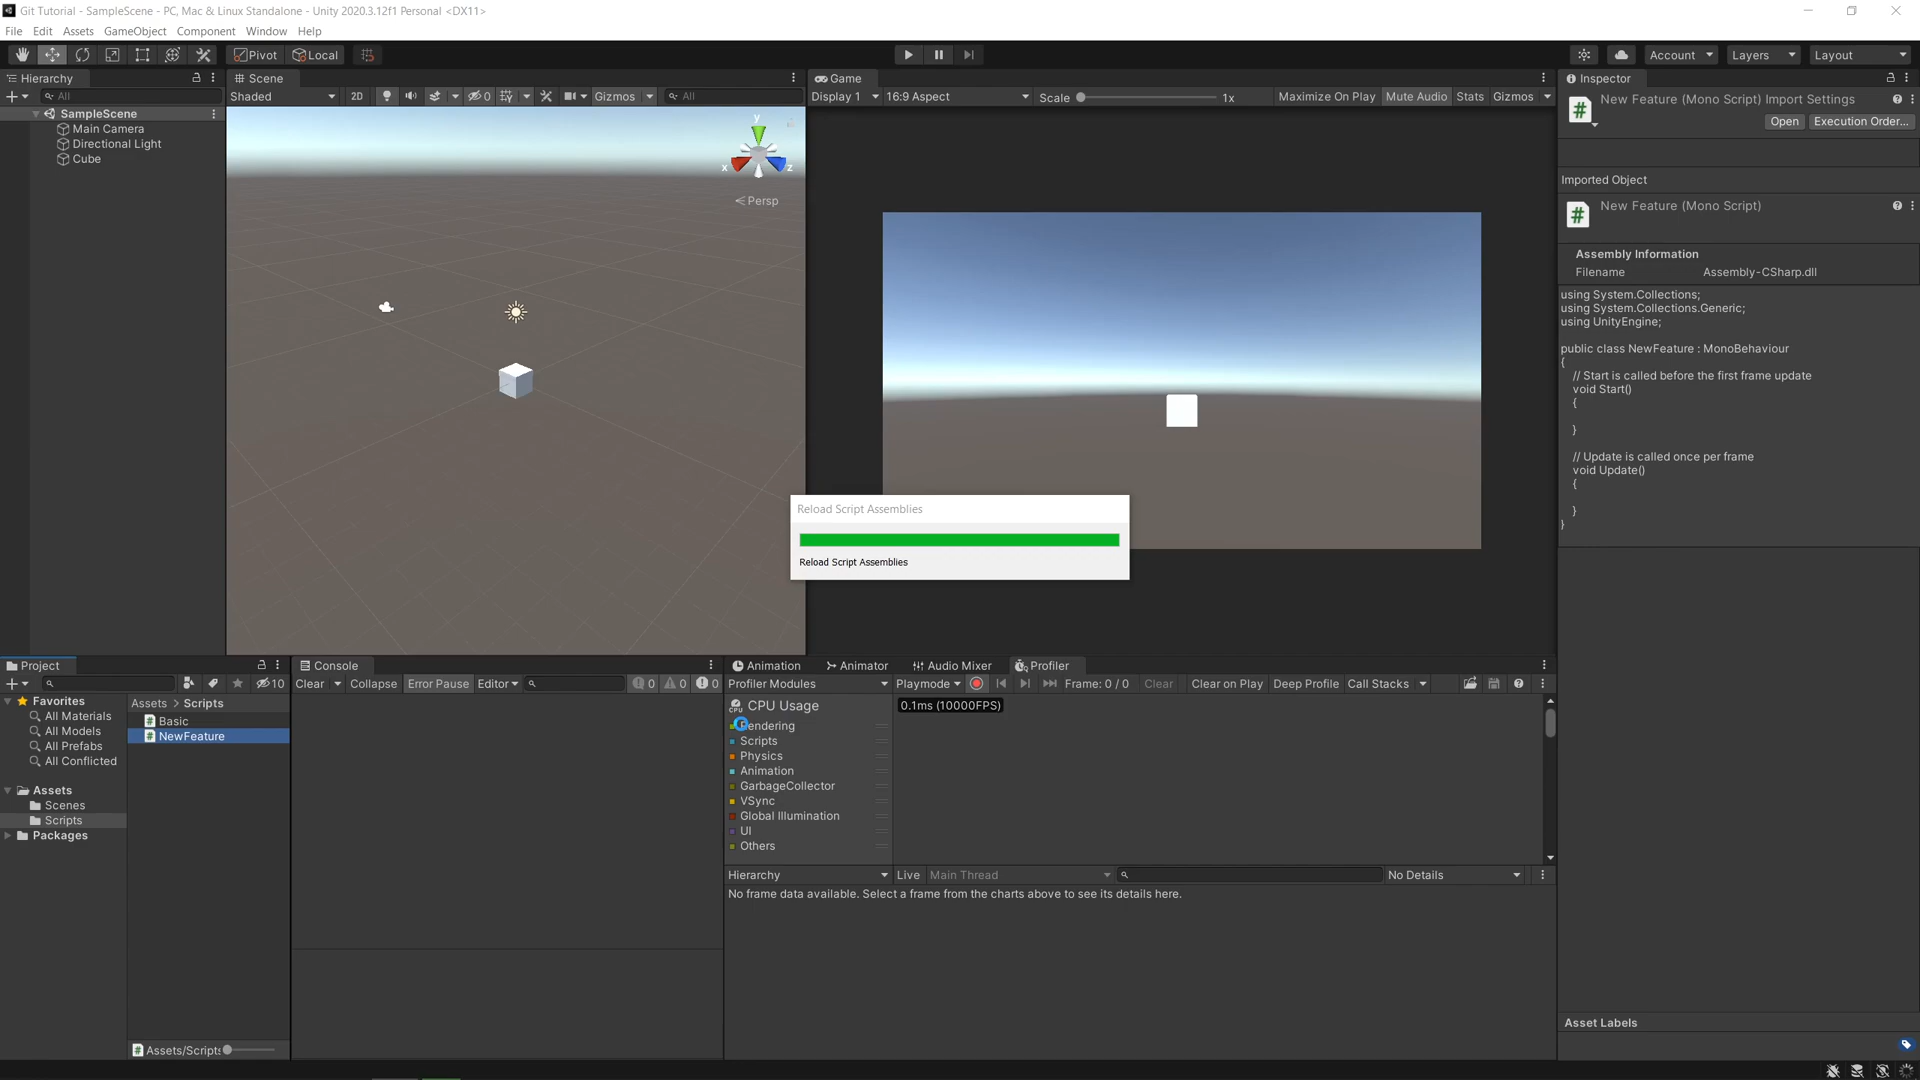 Git Tutorial - SampleScene - PC, Mac & Linux Standalone - Unity 2020.3.12f1 Personal <DX11>
File Edit Assets GameObject Component Window Help
Pivot Local Account Layers Layout
Hierarchy
All
SampleScene
Main Camera
Directional Light
Cube
Scene
Shaded 2D 0 Gizmos All
y
x z
Persp
Game
Display 1 16:9 Aspect Scale 1x Maximize On Play Mute Audio Stats Gizmos
Reload Script Assemblies
Reload Script Assemblies
Inspector
New Feature (Mono Script) Import Settings
Open Execution Order...
Imported Object
New Feature (Mono Script)
Assembly Information
Filename Assembly-CSharp.dll
using System.Collections;
using System.Collections.Generic;
using UnityEngine;
public class NewFeature : MonoBehaviour
{
// Start is called before the first frame update
void Start()
{
}
// Update is called once per frame
void Update()
{
}
}
Asset Labels
Project
10
Favorites
All Materials
All Models
All Prefabs
All Conflicted
Assets
Scenes
Scripts
Packages
Assets > Scripts
Basic
NewFeature
Assets/Scripts
Console
Clear Collapse Error Pause Editor 0 0 0
Animation Animator Audio Mixer Profiler
Profiler Modules Playmode Frame: 0 / 0 Clear Clear on Play Deep Profile Call Stacks
CPU Usage
0.1ms (10000FPS)
Rendering
Scripts
Physics
Animation
GarbageCollector
VSync
Global Illumination
UI
Others
Hierarchy Live Main Thread No Details
No frame data available. Select a frame from the charts above to see its details here.